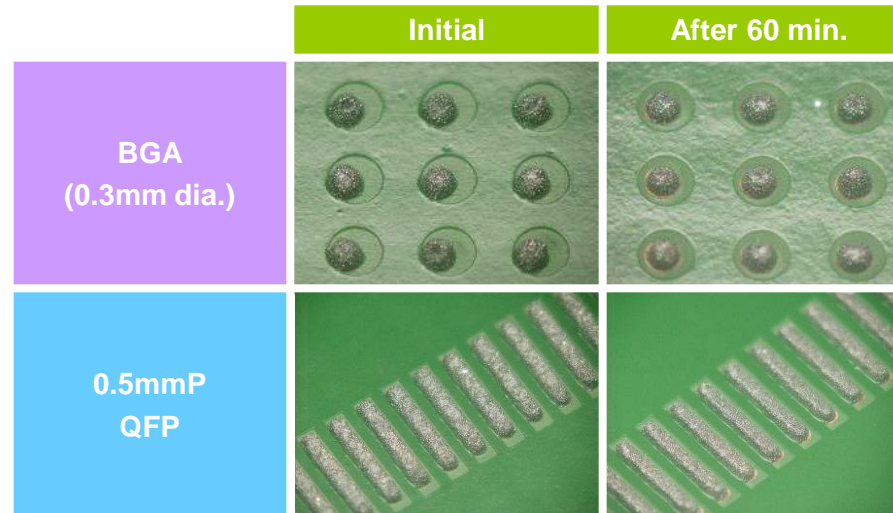 Initial
After 60 min.
BGA
(0.3mm dia.)
0.5mmP
QFP